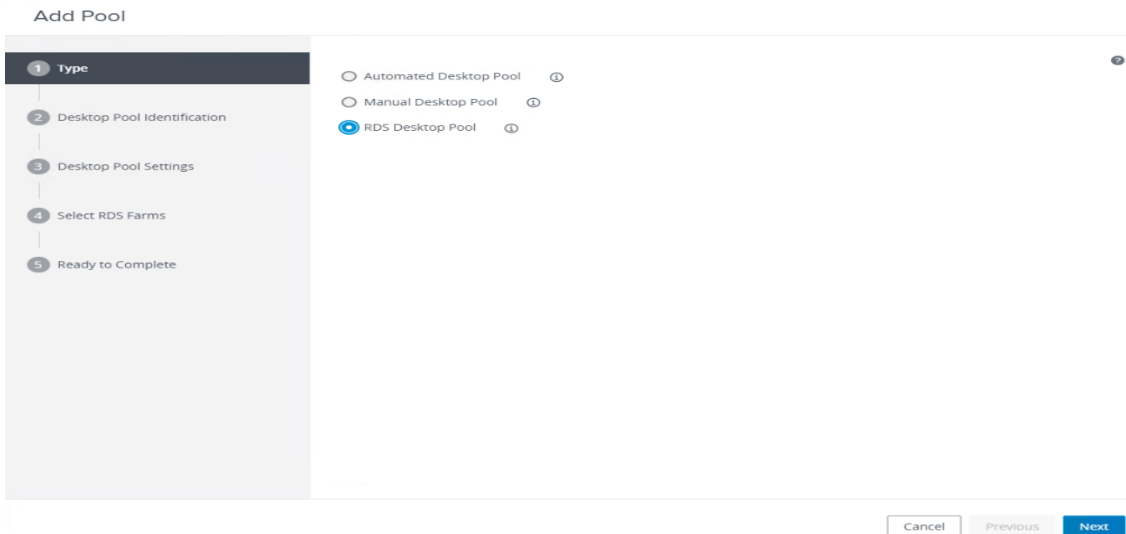 Add Pool
1 Type
2 Desktop Pool Identification
3 Desktop Pool Settings
4 Select RDS Farms
5 Ready to Complete
Automated Desktop Pool
Manual Desktop Pool
RDS Desktop Pool
Cancel Previous Next